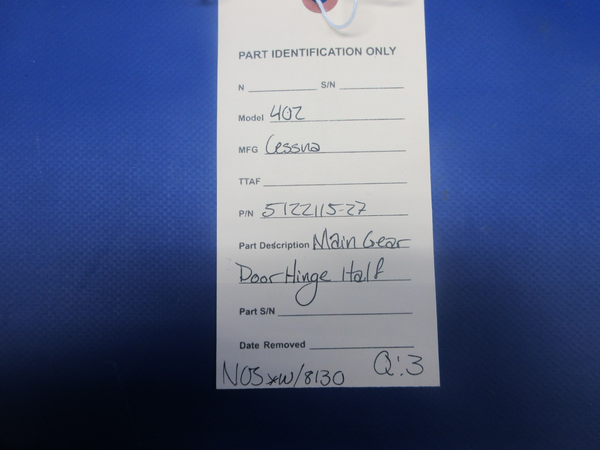 PART IDENTIFICATION ONLY
N S/N
Model 402
MFG Cessna
TTAF
P/N 5122115-27
Part Description Main Gear
Door Hinge Half
Part S/N
Date Removed
NOS w/8130 Q:3